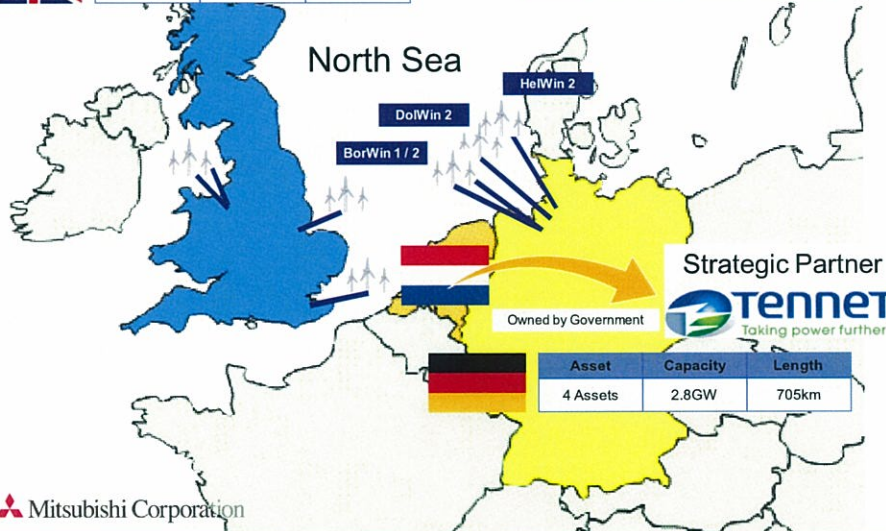 North Sea
HelWin 2
DolWin 2
BorWin 1 / 2
Strategic Partner
TENNET
Taking power further
Owned by Government
Asset Capacity Length
4 Assets 2.8GW 705km
Mitsubishi Corporation